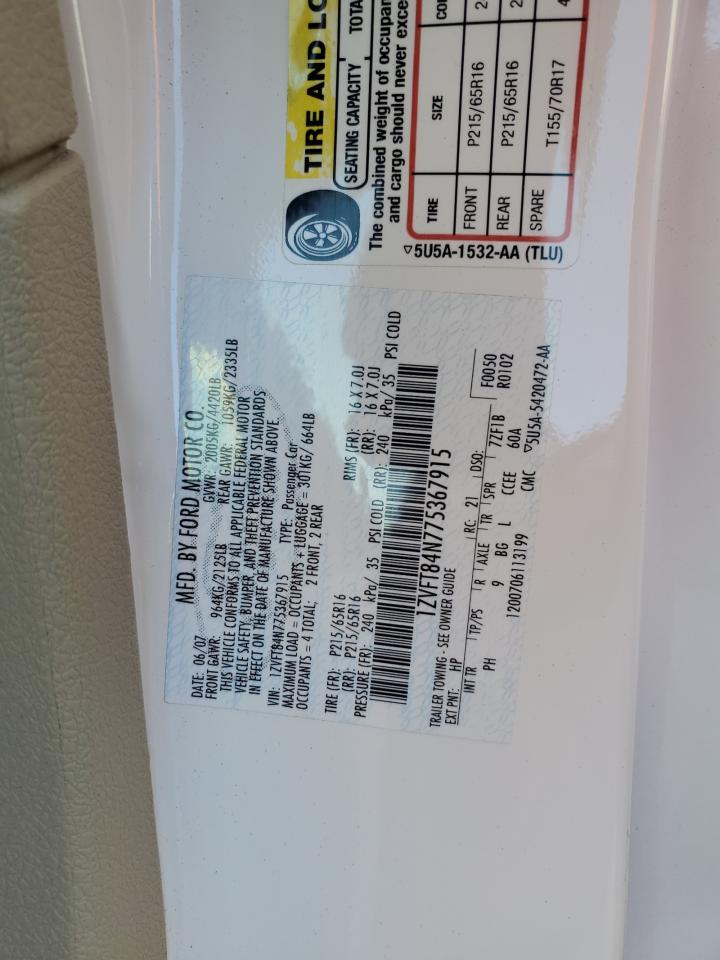 TIRE AND LO
SEATING CAPACITY TOTA
The combined weight of occupan
and cargo should never exce
TIRE SIZE CO
FRONT P215/65R16 2
REAR P215/65R16 2
SPARE T155/70R17 4
5U5A-1532-AA (TLU)
MFD. BY FORD MOTOR CO.
DATE: 06/07 GVWR: 2005KG/4420LB
FRONT GAWR: 964KG/2125LB REAR GAWR: 1059KG/2335LB
THIS VEHICLE CONFORMS TO ALL APPLICABLE FEDERAL MOTOR
VEHICLE SAFETY, BUMPER, AND THEFT PREVENTION STANDARDS
IN EFFECT ON THE DATE OF MANUFACTURE SHOWN ABOVE
VIN: 1ZVFT84N775367915 TYPE: Passenger Car
MAXIMUM LOAD = OCCUPANTS + LUGGAGE = 301KG/ 664LB
OCCUPANTS = 4 TOTAL; 2 FRONT, 2 REAR
TIRE (FR): P215/65R16 RIMS (FR): 16 X 7.0J
(RR): P215/65R16 (RR): 16 X 7.0J
PRESSURE (FR): 240 kPa/ 35 PSI COLD (RR): 240 kPa/ 35 PSI COLD
1ZVFT84N775367915
TRAILER TOWING - SEE OWNER GUIDE
EXT PNT: HP RC: 21 DSO: F0050
R0102
INT TR TP/PS R AXLE TR SPR 7ZF1B
PH 9 BG L CCEE 60A
1200706113199 CMC 5U5A-5420472-AA